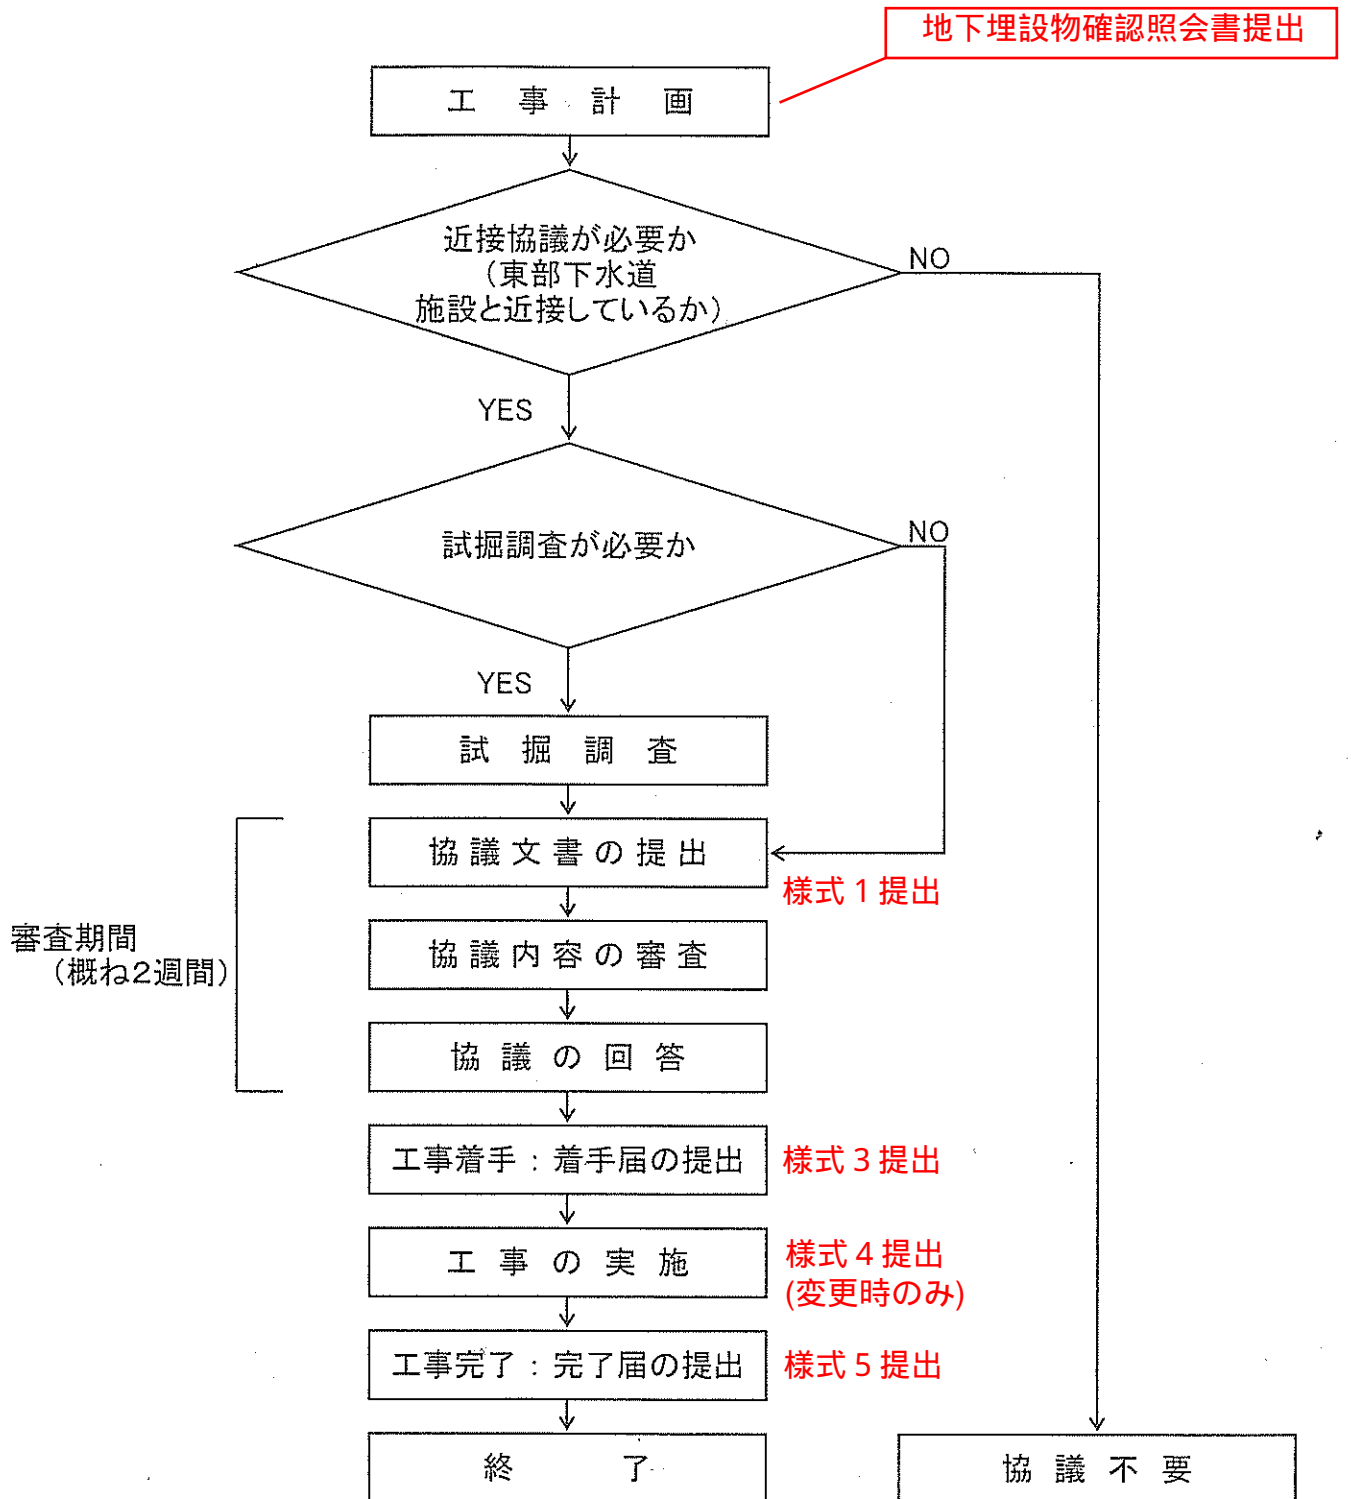 地下埋設物確認照会書提出
工事計画
近接協議が必要か
（東部下水道
施設と近接しているか）
NO
YES
試掘調査が必要か
NO
YES
試掘調査
協議文書の提出
様式1提出
協議内容の審査
審査期間
（概ね2週間）
協議の回答
工事着手：着手届の提出
様式3提出
工事の実施
様式4提出
(変更時のみ)
工事完了：完了届の提出
様式5提出
終了
協議不要